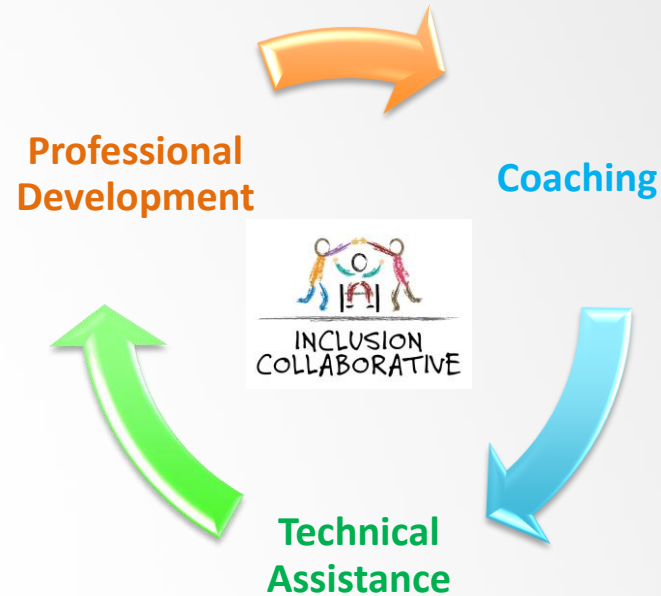 Professional
Development
Coaching
INCLUSION
COLLABORATIVE
Technical
Assistance